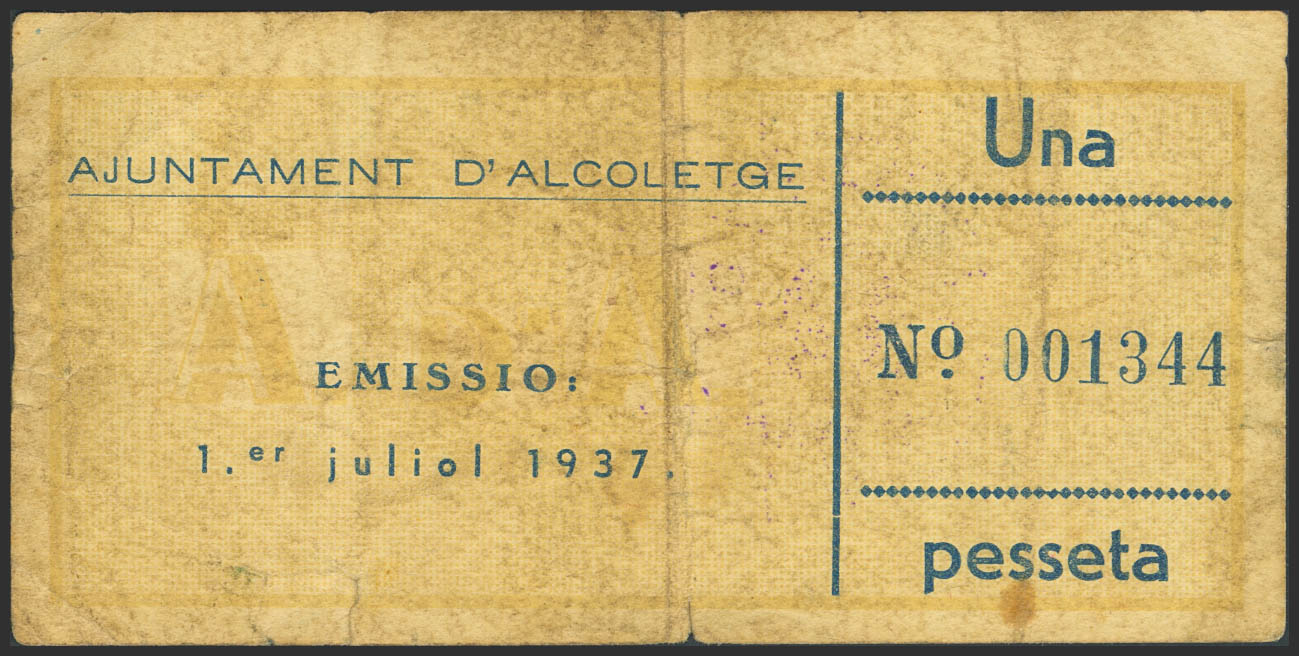 AJUNTAMENT D'ALCOLETGE
EMISSIO:
1.er juliol 1937.
Una
Nº. 001344
pesseta